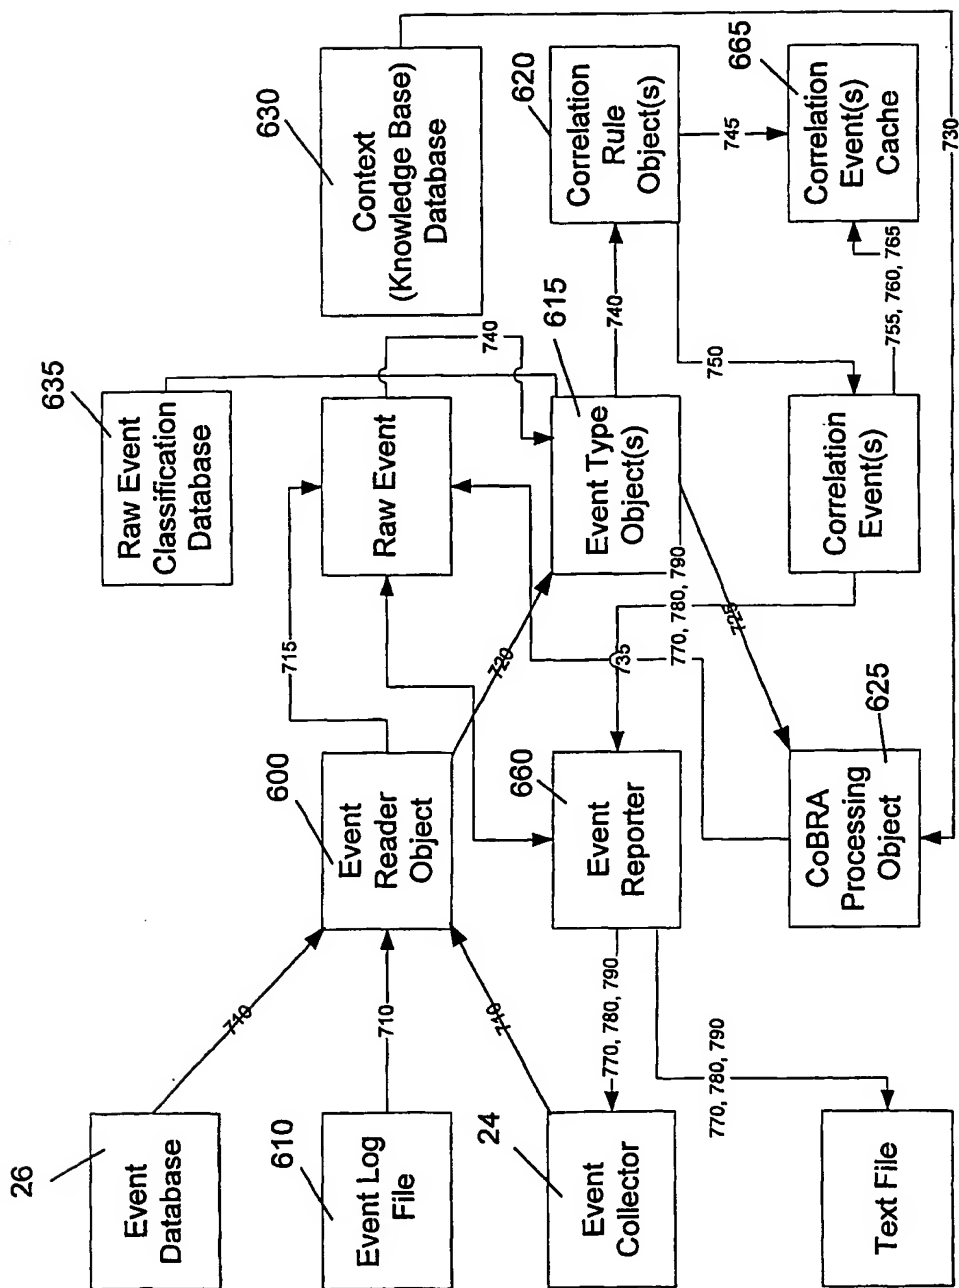 26
Event
Database
610
Event Log
File
24
Event
Collector
Text File
710
710
710
600
Event
Reader
Object
660
Event
Reporter
CoBRA
Processing
Object
625
770, 780, 790
770, 780, 790
715
720
735
770, 780, 790
725
635
Raw Event
Classification
Database
Raw Event
740
615
Event Type
Object(s)
Correlation
Event(s)
630
Context
(Knowledge Base)
Database
740
750
755, 760, 765
620
Correlation
Rule
Object(s)
745
665
Correlation
Event(s)
Cache
730